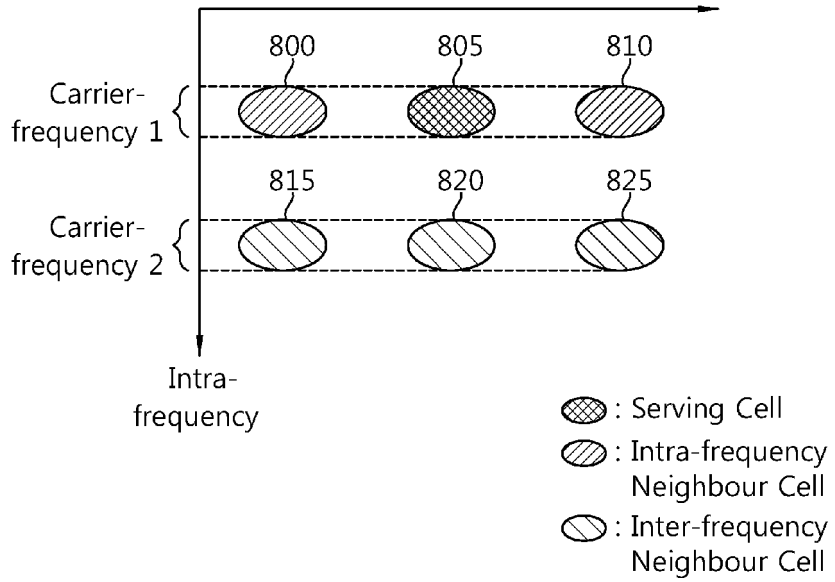 800 805 810
Carrier-
frequency 1
815 820 825
Carrier-
frequency 2
Intra-
frequency
: Serving Cell
: Intra-frequency
Neighbour Cell
: Inter-frequency
Neighbour Cell